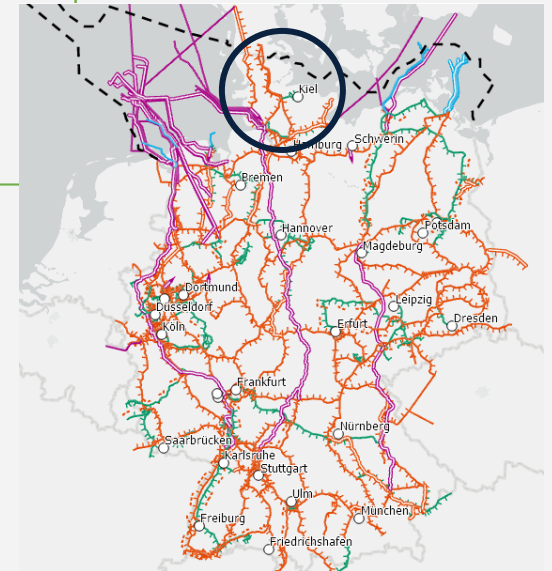 Kiel
Hamburg
Schwerin
Bremen
Hannover
Potsdam
Magdeburg
Dortmund
Düsseldorf
Leipzig
Köln
Erfurt
Dresden
Frankfurt
Nürnberg
Saarbrücken
Karlsruhe
Stuttgart
Ulm
München
Freiburg
Friedrichshafen